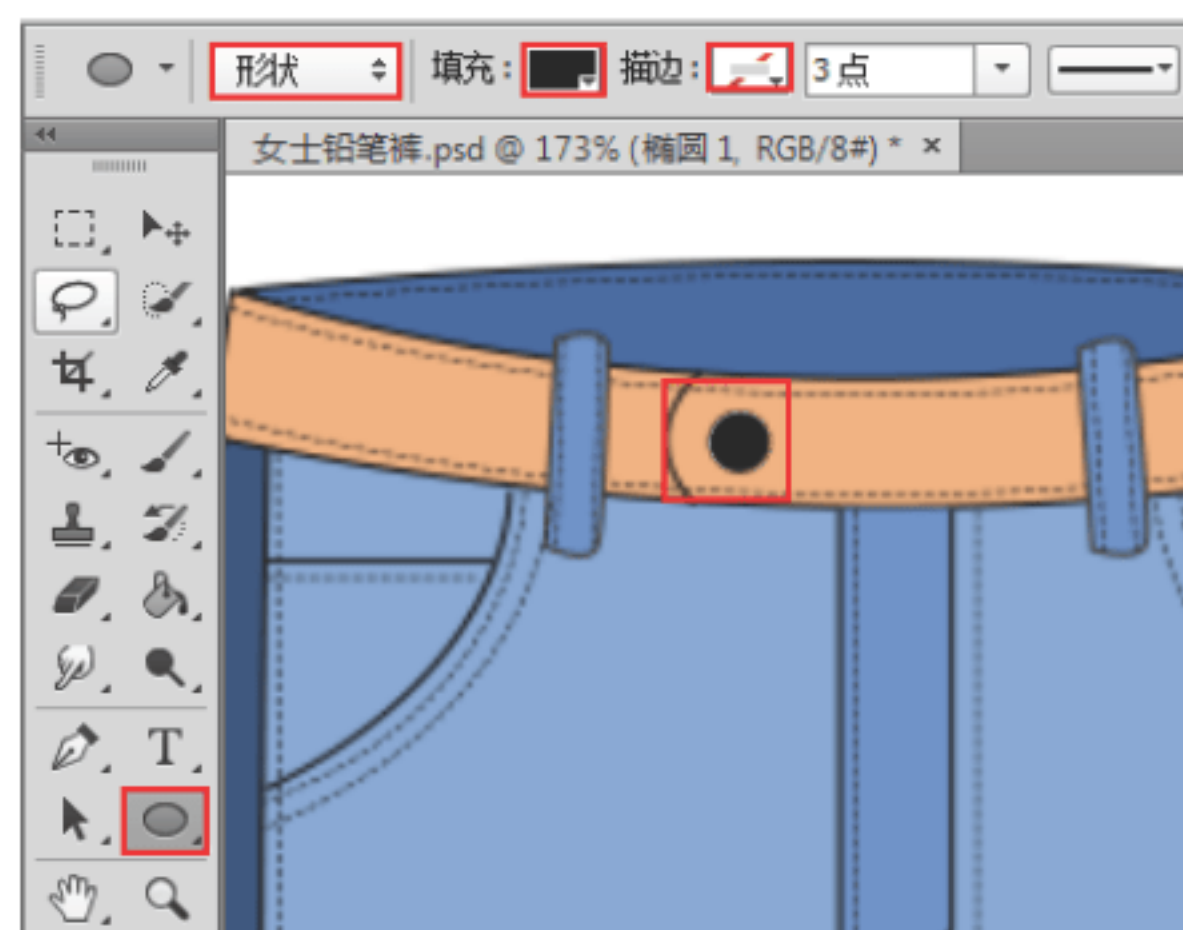 形状 填充： 描边： 3点
女士铅笔裤.psd @ 173% (椭圆 1, RGB/8#) * ×
T